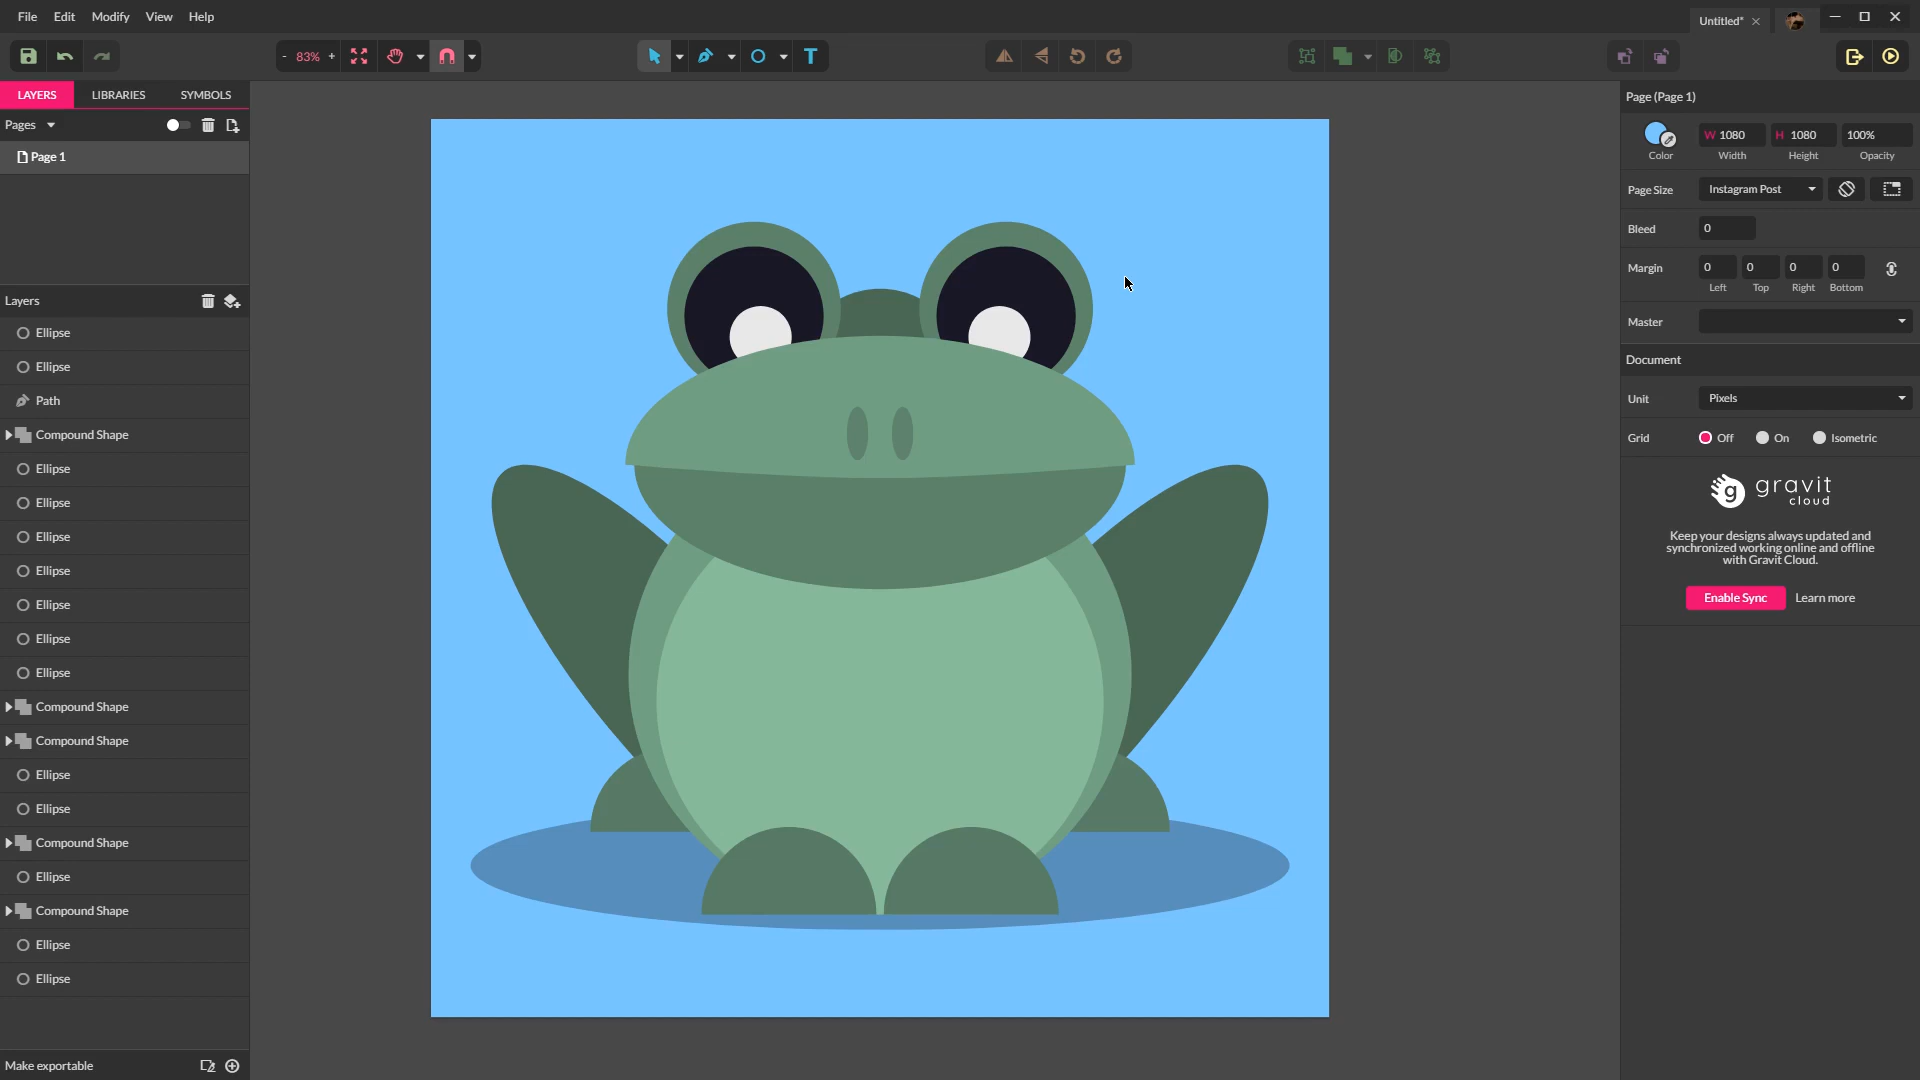 File Edit Modify View Help
Untitled*
- 83% +
T
LAYERS LIBRARIES SYMBOLS
Pages
Page 1
Layers
Ellipse
Ellipse
Path
Compound Shape
Ellipse
Ellipse
Ellipse
Ellipse
Ellipse
Ellipse
Ellipse
Compound Shape
Compound Shape
Ellipse
Ellipse
Compound Shape
Ellipse
Compound Shape
Ellipse
Ellipse
Make exportable
Page (Page 1)
W 1080 H 1080 100%
Color Width Height Opacity
Page Size Instagram Post
Bleed 0
Margin 0 0 0 0
Left Top Right Bottom
Master
Document
Unit Pixels
Grid Off On Isometric
g gravit
cloud
Keep your designs always updated and
synchronized working online and offline
with Gravit Cloud.
Enable Sync Learn more